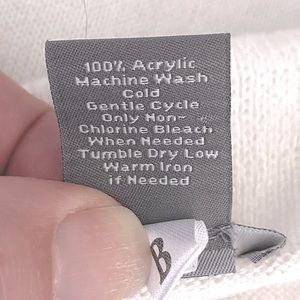 100% Acrylic
Machine Wash
Cold
Gentle Cycle
Only Non-
Chlorine Bleach
When Needed
Tumble Dry Low
Warm Iron
if Needed
B